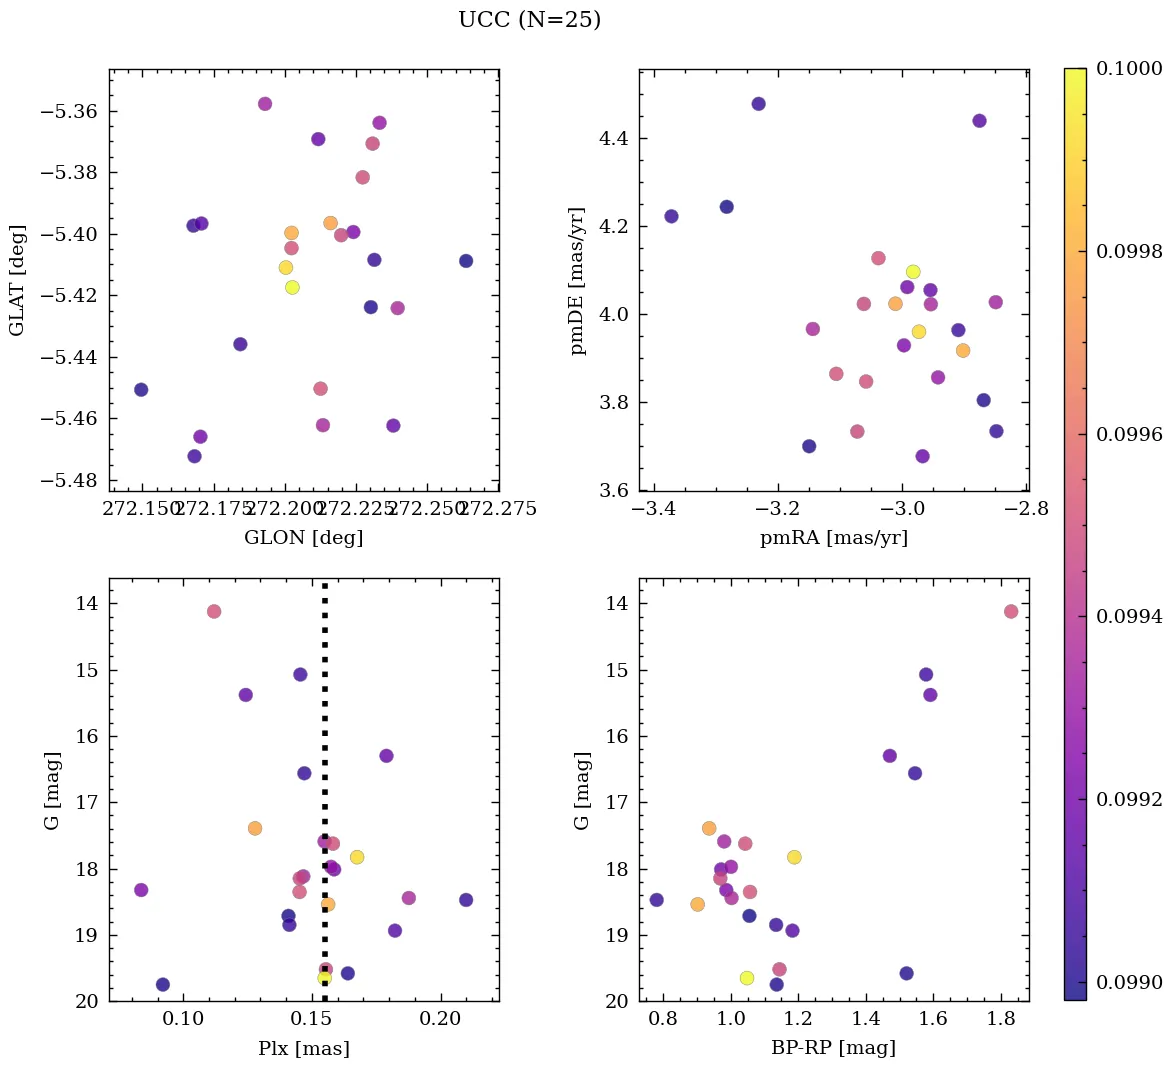 UCC (N=25)
−5.36
−5.38
−5.40
−5.42
−5.44
−5.46
−5.48
GLAT [deg]
272.150 272.175 272.200 272.225 272.250 272.275
GLON [deg]
4.4
4.2
4.0
3.8
3.6
pmDE [mas/yr]
−3.4 −3.2 −3.0 −2.8
pmRA [mas/yr]
14
15
16
17
18
19
20
G [mag]
0.10 0.15 0.20
Plx [mas]
14
15
16
17
18
19
20
G [mag]
0.8 1.0 1.2 1.4 1.6 1.8
BP-RP [mag]
0.1000
0.0998
0.0996
0.0994
0.0992
0.0990